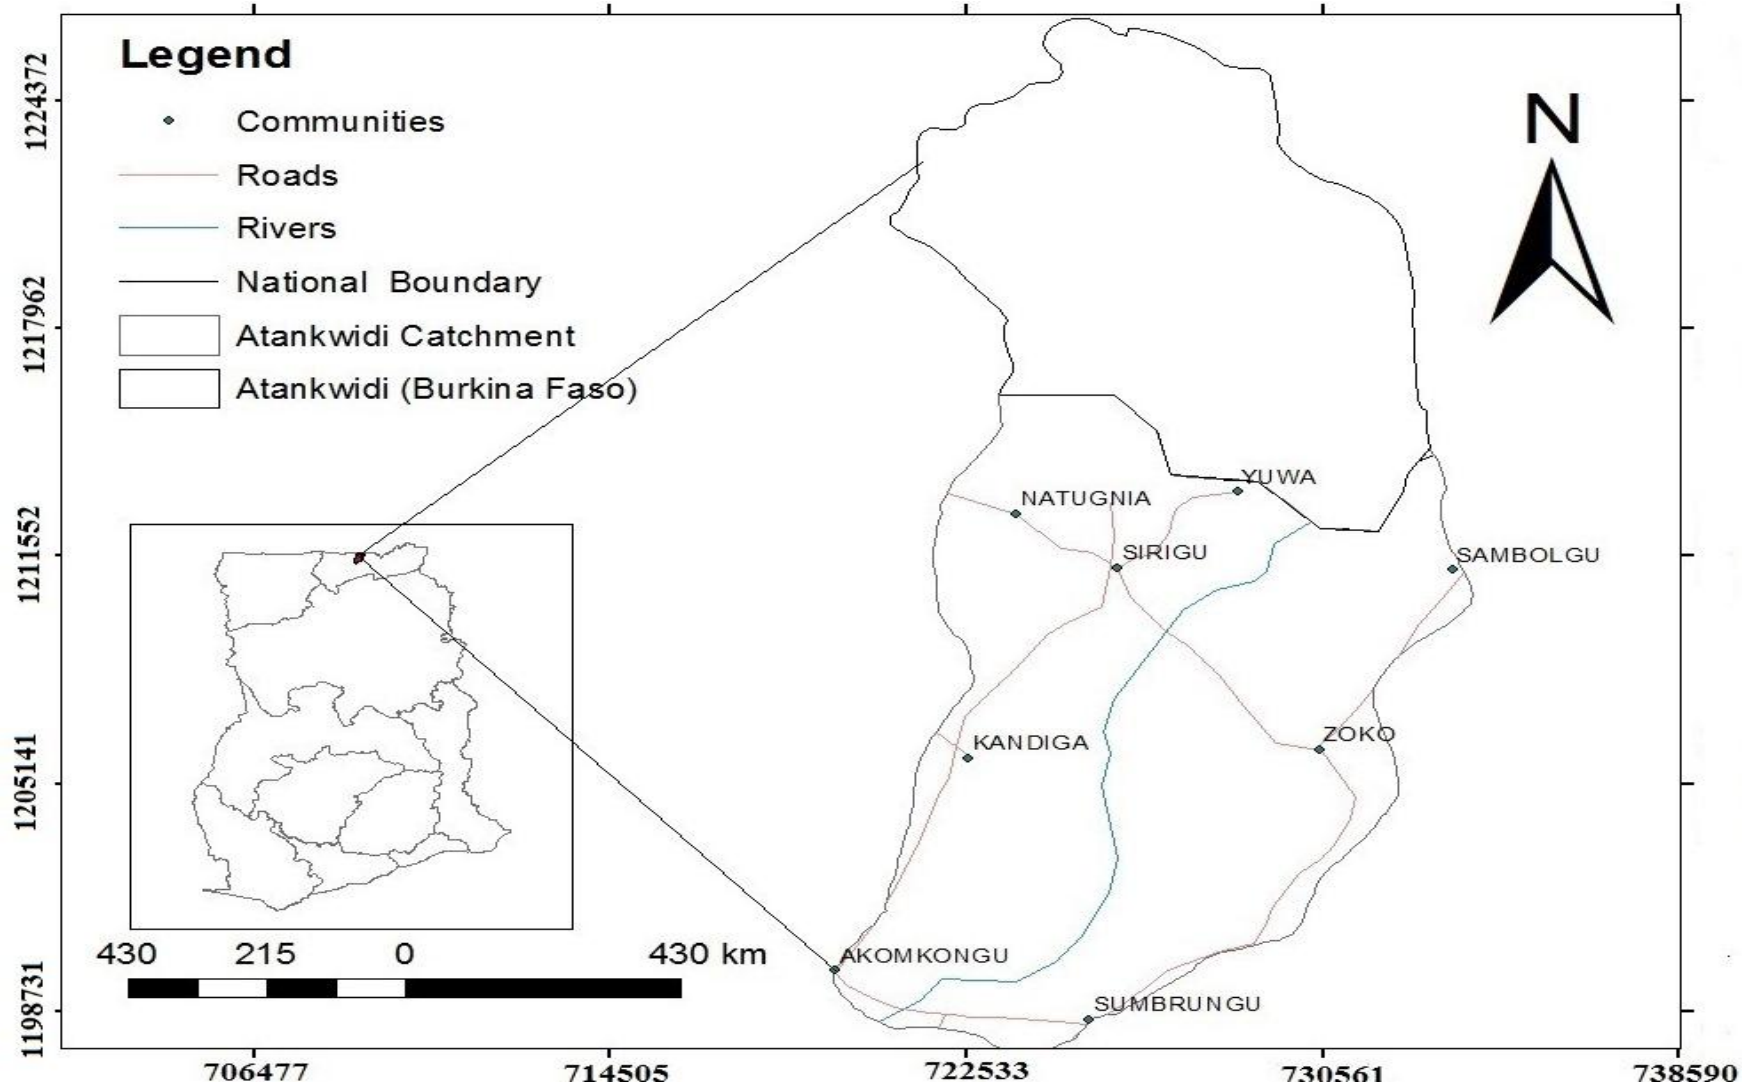 Legend
Communities
Roads
Rivers
National Boundary
Atankwidi Catchment
Atankwidi (Burkina Faso)
N
1224372
1217962
1211552
1205141
1198731
YUWA
NATUGNIA
SIRIGU
SAMBOLGU
ZOKO
KANDIGA
AKOMKONGU
SUMBRUNGU
430 215 0 430 km
706477 714505 722533 730561 738590